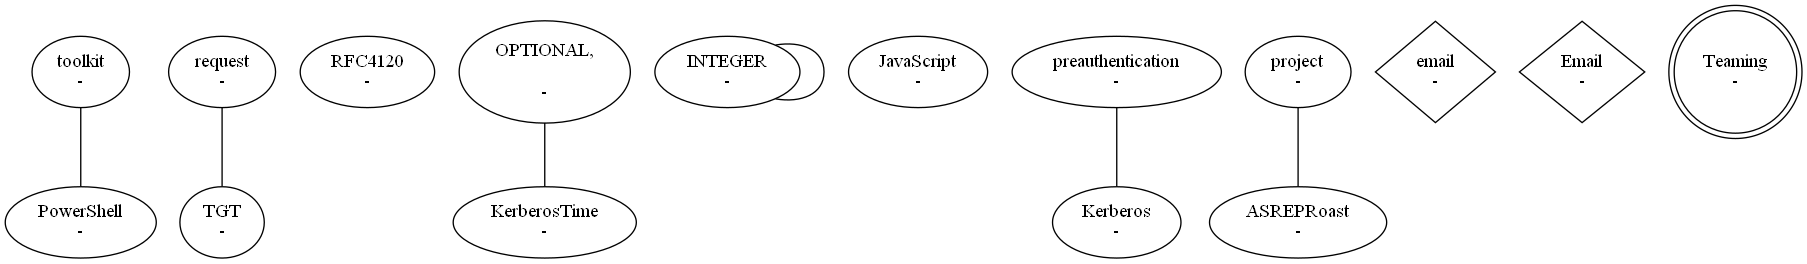 toolkit
-
request
-
RFC4120
-
OPTIONAL,
-
INTEGER
-
JavaScript
-
preauthentication
-
project
-
email
-
Email
-
Teaming
-
PowerShell
-
TGT
-
KerberosTime
-
Kerberos
-
ASREPRoast
-